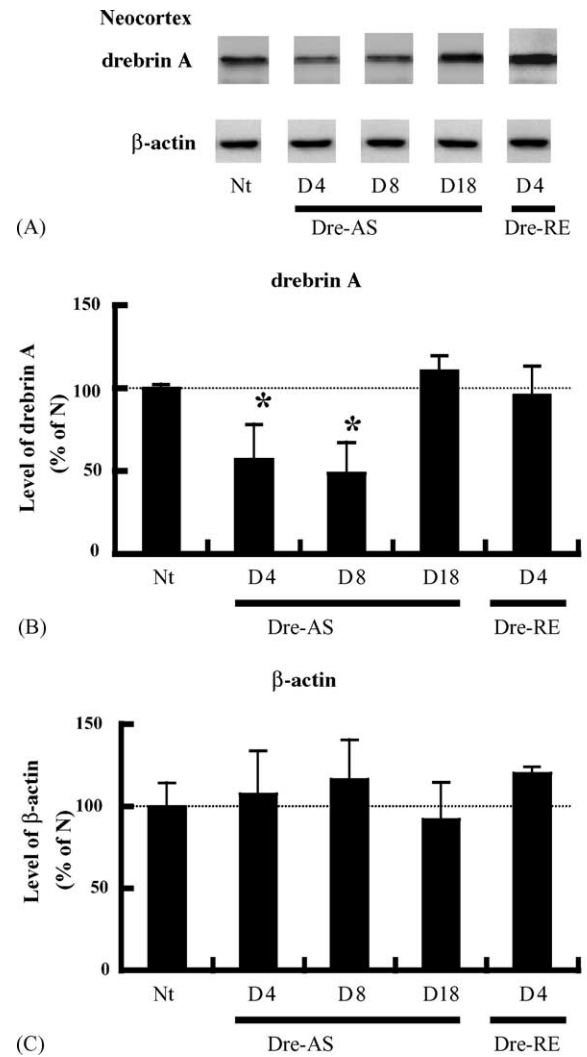 Neocortex
drebrin A
β-actin
Nt D4 D8 D18 D4
(A) Dre-AS Dre-RE
drebrin A
Level of drebrin A
(% of N)
150
100
50
0
* *
Nt D4 D8 D18 D4
(B) Dre-AS Dre-RE
β-actin
Level of β-actin
(% of N)
150
100
50
0
Nt D4 D8 D18 D4
(C) Dre-AS Dre-RE